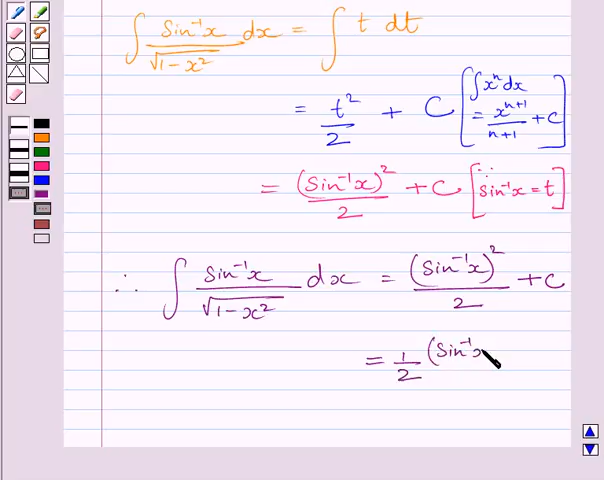 ∫ sin⁻¹x/√(1-x²) dx = ∫ t dt
= t²/2 + C [∫xⁿdx = xⁿ⁺¹/(n+1) + C]
= (sin⁻¹x)²/2 + C [∵ sin⁻¹x = t]
∴ ∫ sin⁻¹x/√(1-x²) dx = (sin⁻¹x)²/2 + C
= 1/2 (sin⁻¹x